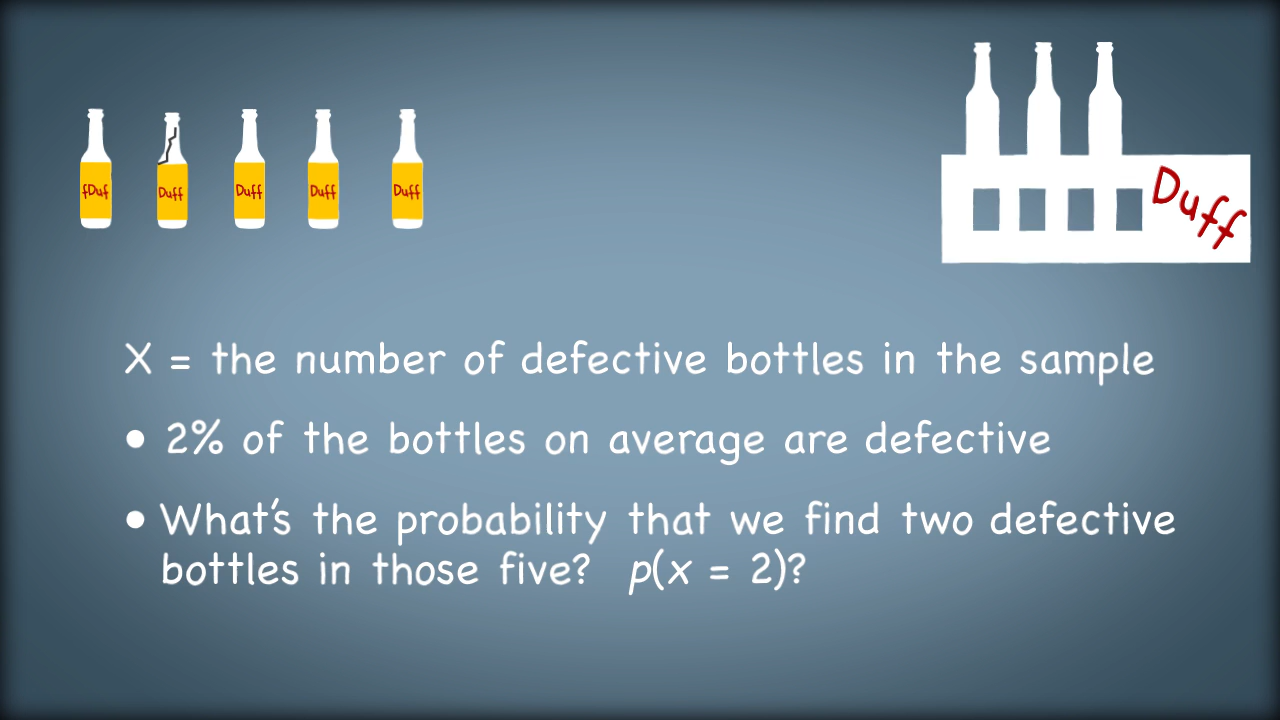 fDuf
Duff
Duff
Duff
Duff
Duff
X = the number of defective bottles in the sample
• 2% of the bottles on average are defective
• What's the probability that we find two defective
bottles in those five? p(x = 2)?